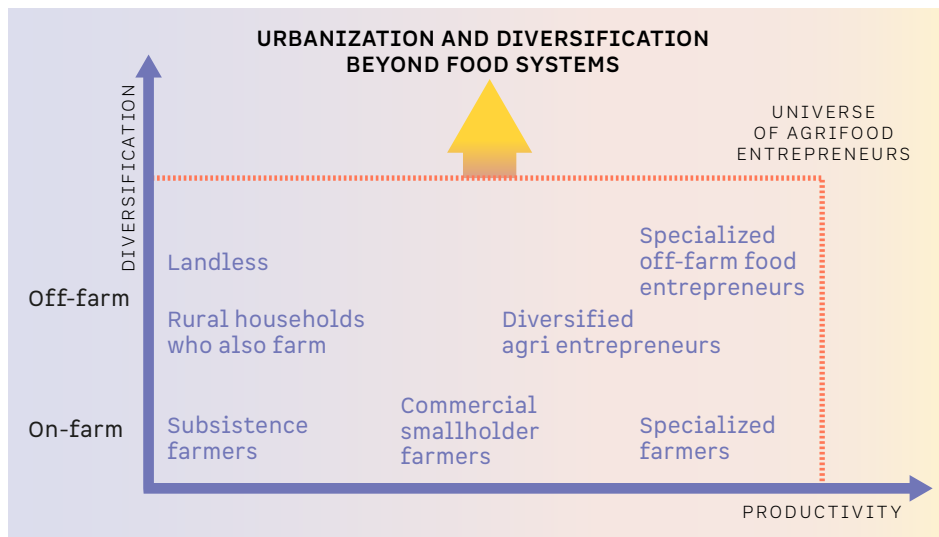 URBANIZATION AND DIVERSIFICATION
BEYOND FOOD SYSTEMS
UNIVERSE
OF AGRIFOOD
ENTREPRENEURS
DIVERSIFICATION
Off-farm
On-farm
Landless
Specialized
off-farm food
entrepreneurs
Rural households
who also farm
Diversified
agri entrepreneurs
Subsistence
farmers
Commercial
smallholder
farmers
Specialized
farmers
PRODUCTIVITY